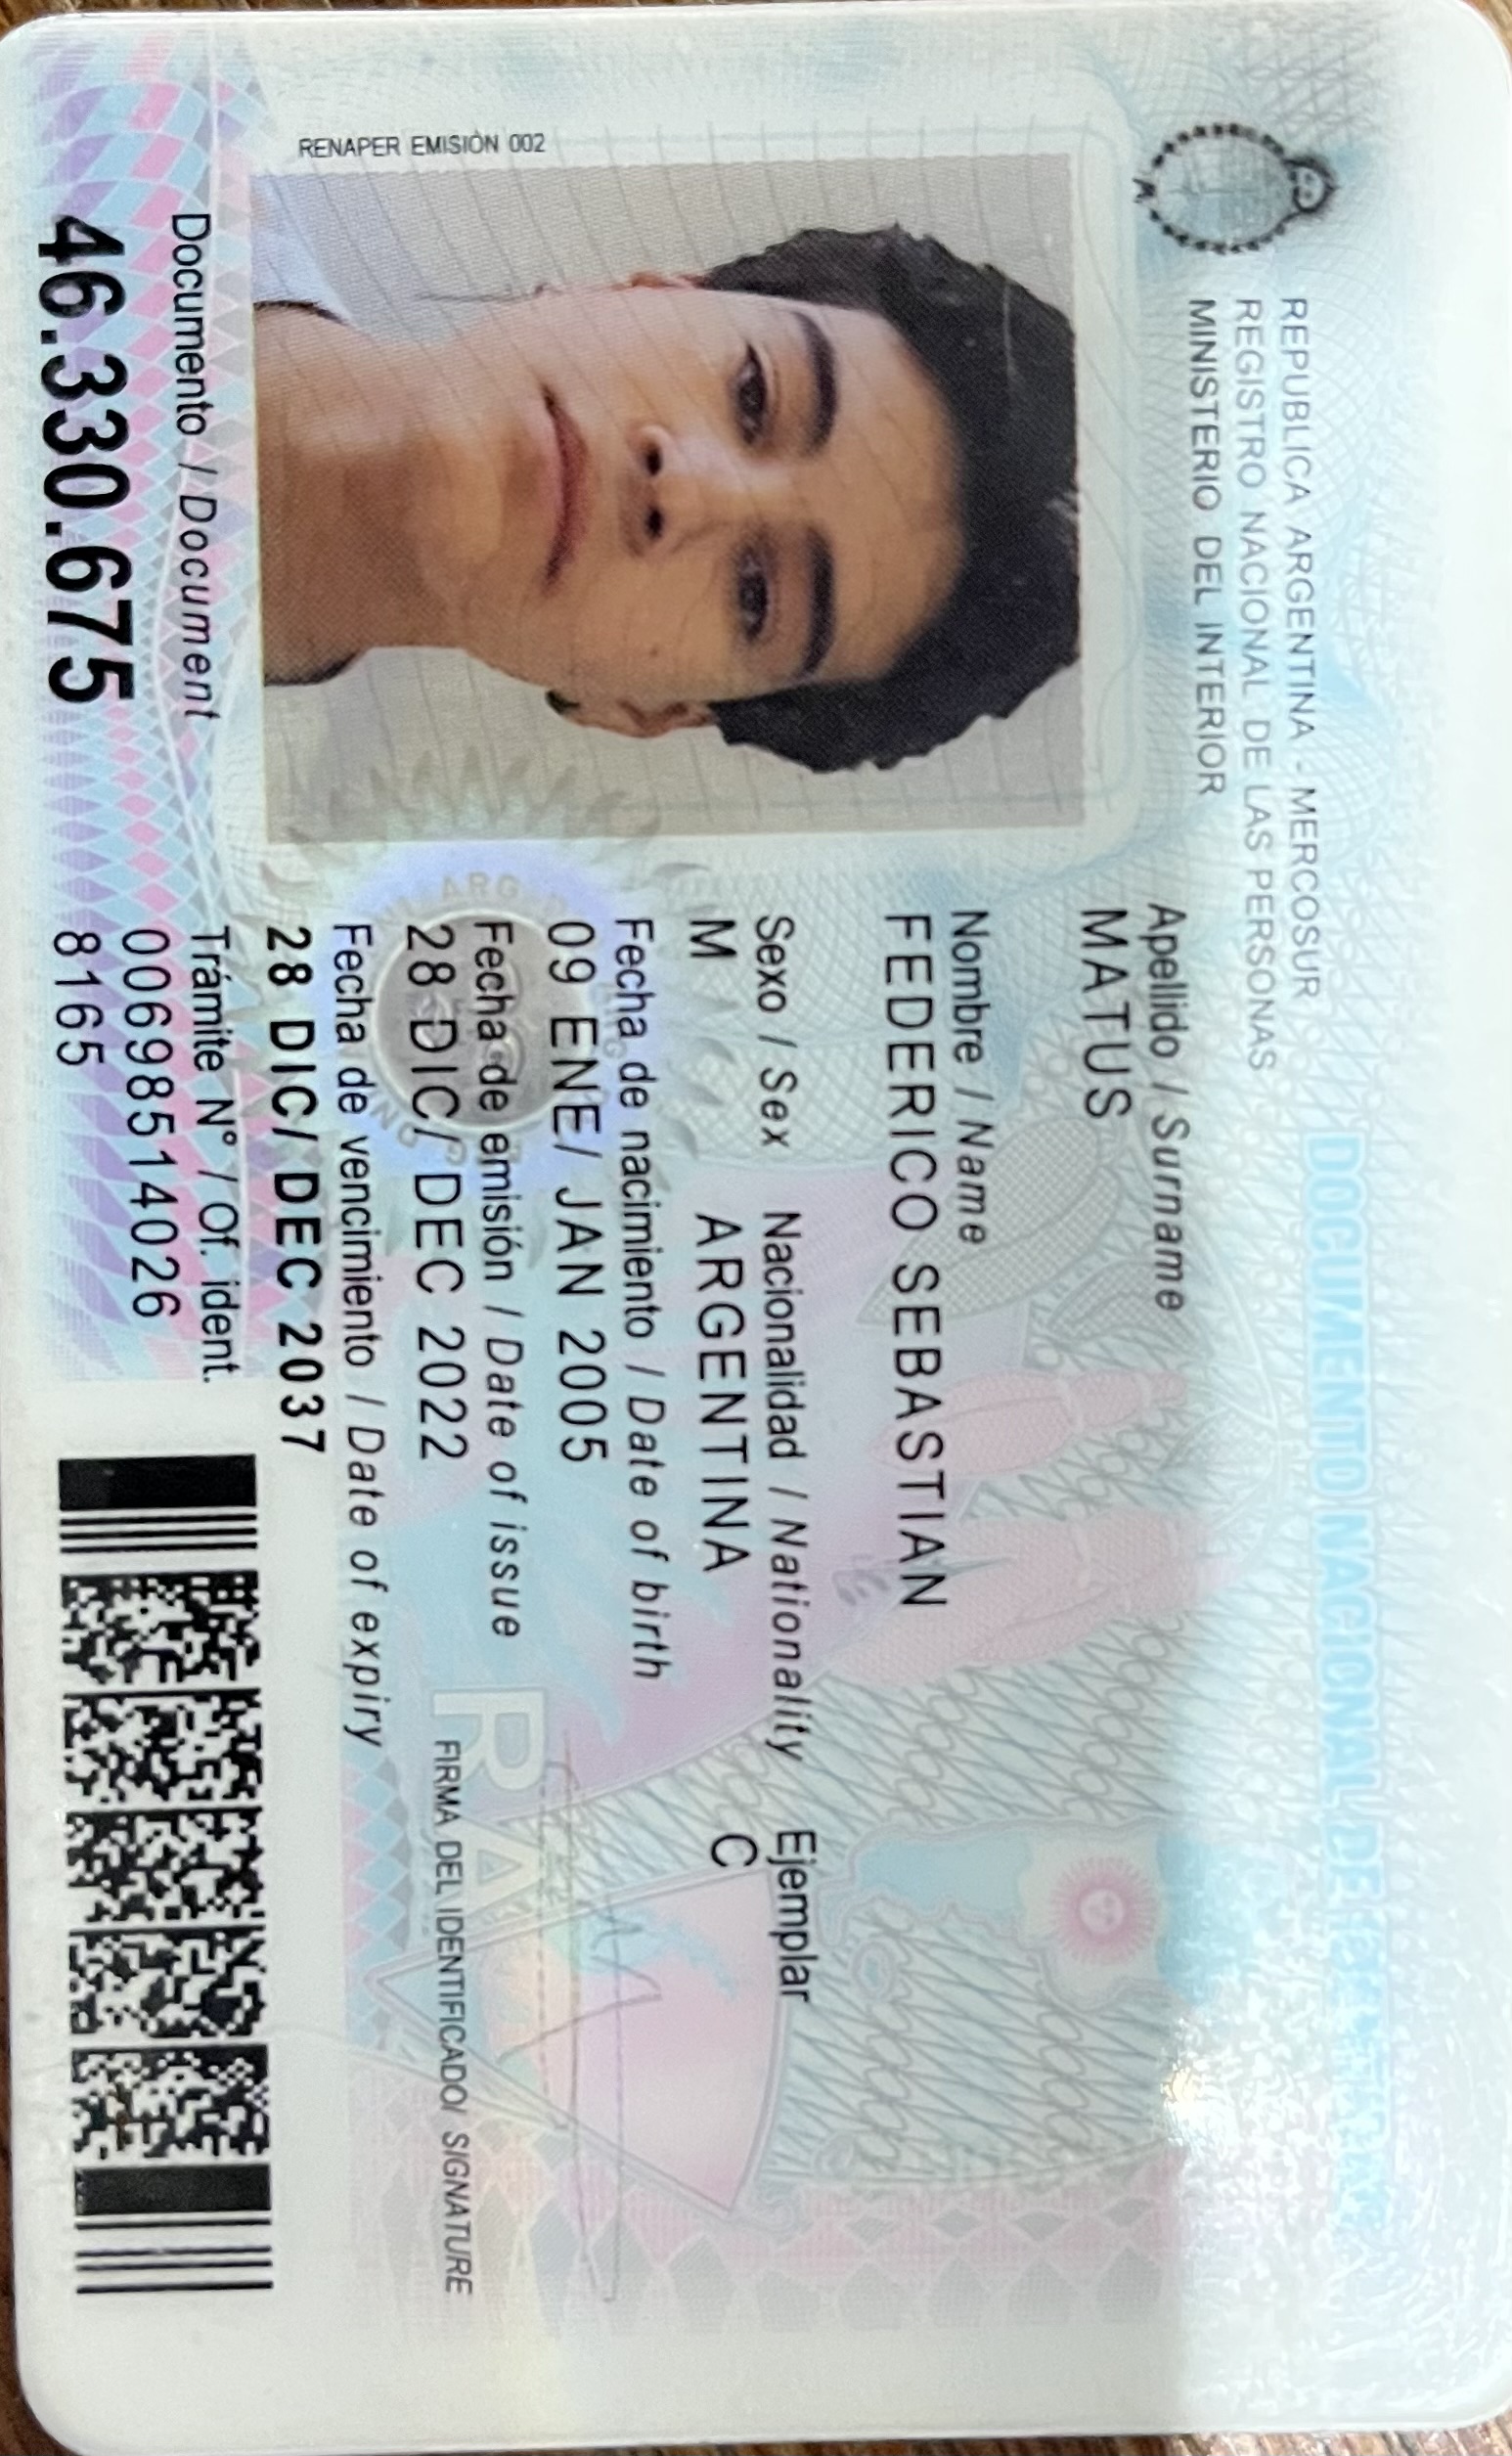 REPUBLICA ARGENTINA - MERCOSUR
REGISTRO NACIONAL DE LAS PERSONAS
MINISTERIO DEL INTERIOR
DOCUMENTO NACIONAL DE
RENAPER EMISIÓN 002
Apellido / Surname
MATUS
Nombre / Name
FEDERICO SEBASTIAN
Sexo / Sex Nacionalidad / Nationality Ejemplar
M ARGENTINA C
Fecha de nacimiento / Date of birth
09 ENE/ JAN 2005
Fecha de emisión / Date of issue
28 DIC/ DEC 2022
Fecha de vencimiento / Date of expiry
28 DIC/ DEC 2037
FIRMA DEL IDENTIFICADO/ SIGNATURE
RA
Documento / Document
46.330.675
Trámite N° / Of. ident.
00698514026
8165